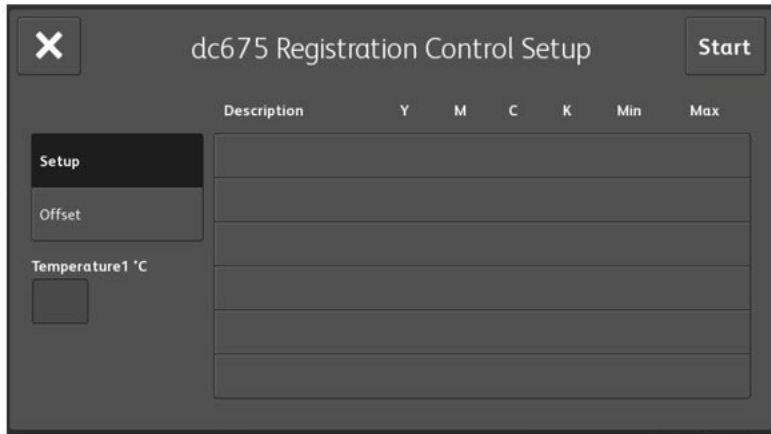 dc675 Registration Control Setup
Start
Description Y M C K Min Max
Setup
Offset
Temperature1 °C